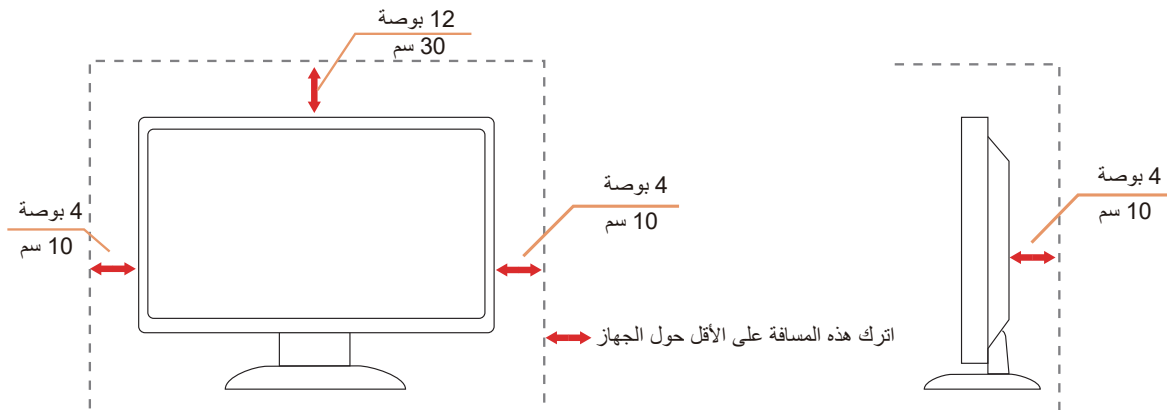 12 بوصة
30 سم
4 بوصة
10 سم
4 بوصة
10 سم
4 بوصة
10 سم
اترك هذه المسافة على الأقل حول الجهاز